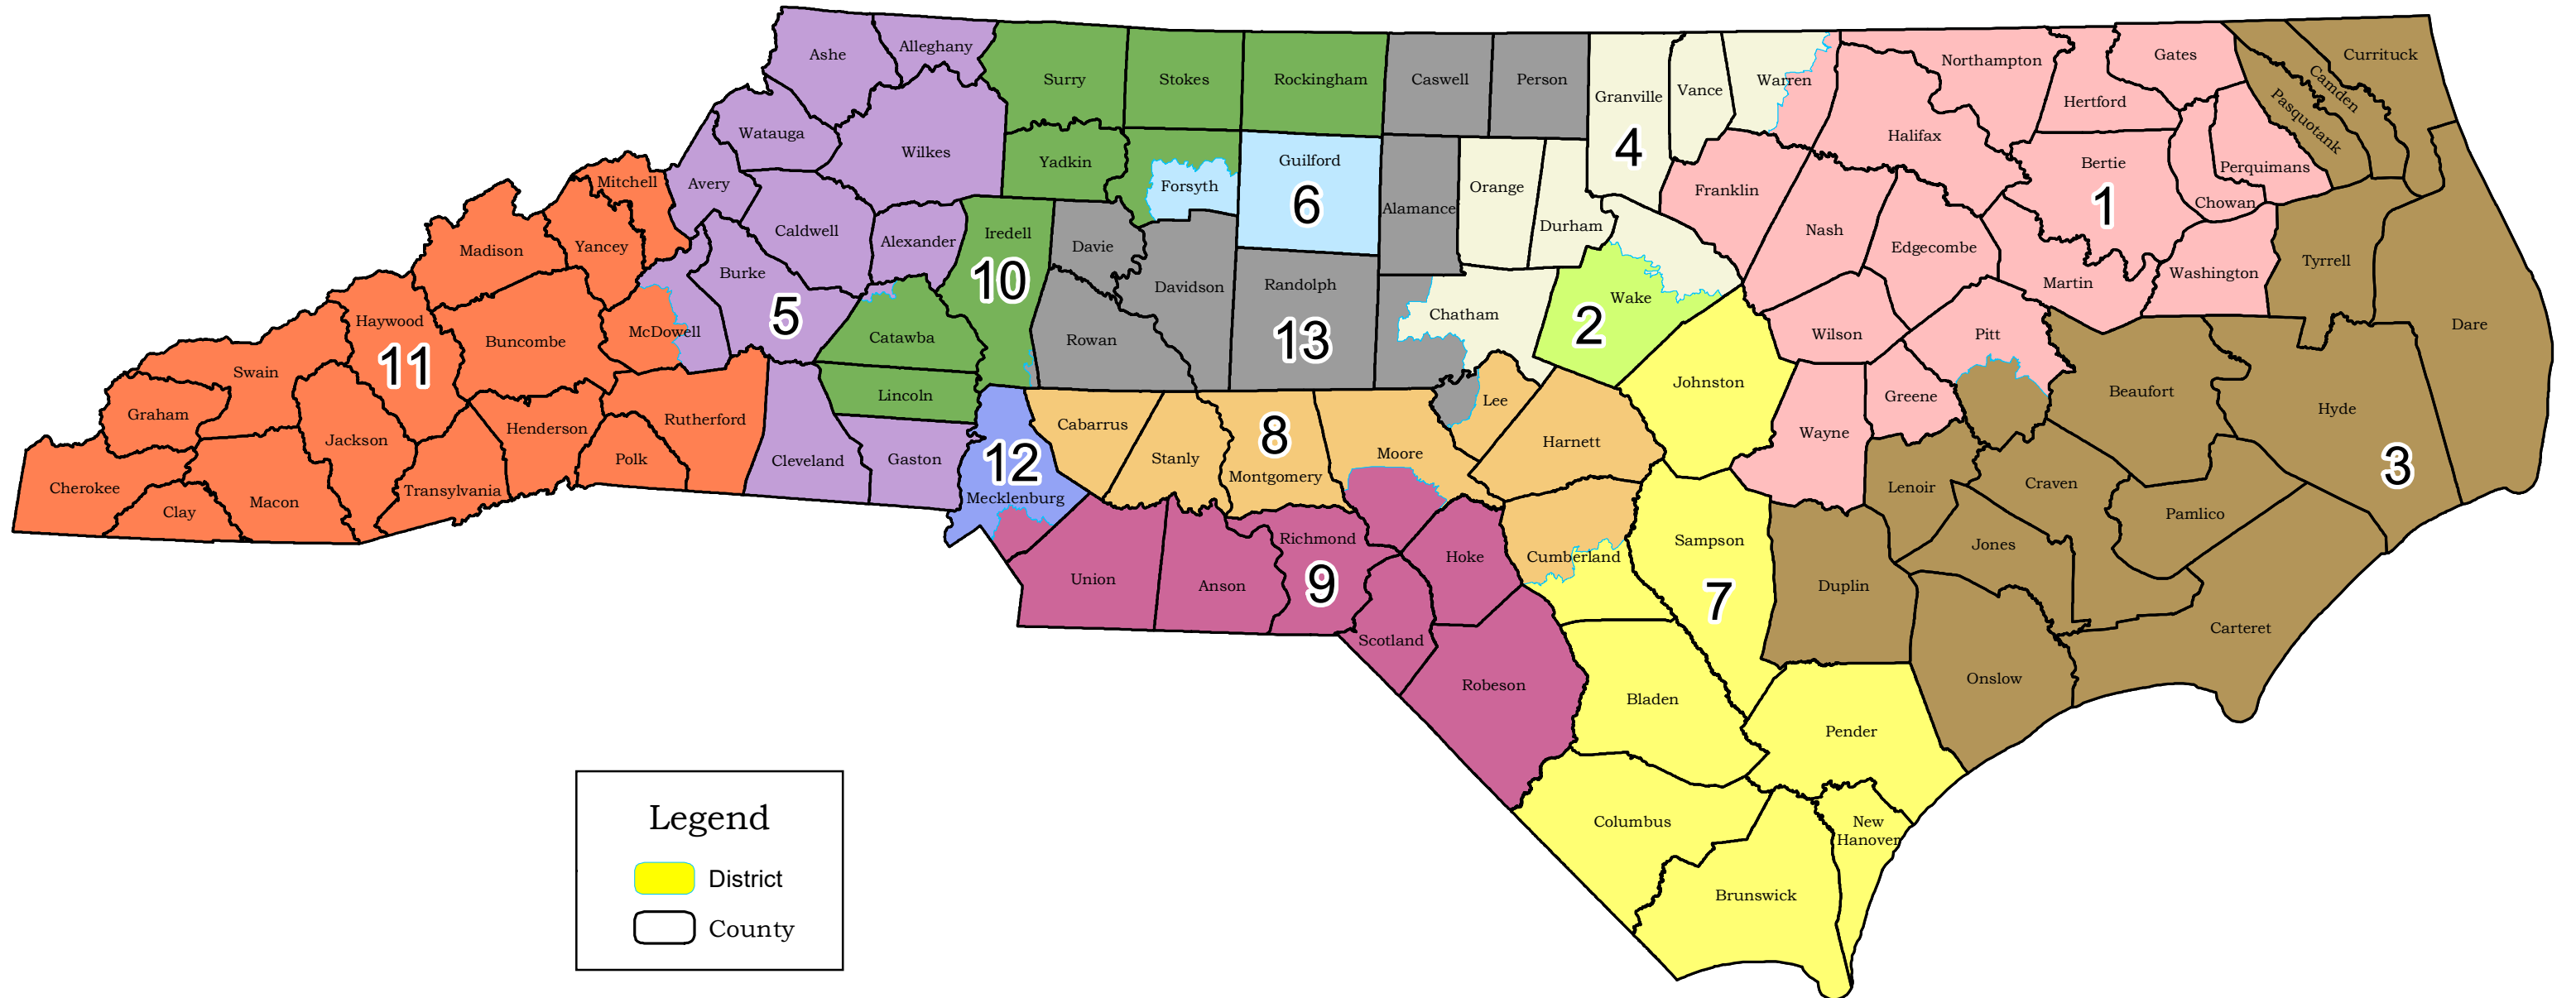 Ashe
Alleghany
Surry
Stokes
Rockingham
Caswell
Person
Granville
Vance
Warren
Northampton
Gates
Currituck
Camden
Pasquotank
Hertford
Halifax
Watauga
Wilkes
Yadkin
Forsyth
Guilford
6
Alamance
Orange
Durham
4
Franklin
Bertie
1
Perquimans
Chowan
Mitchell
Avery
Caldwell
Alexander
Iredell
10
Davie
Davidson
Randolph
13
Chatham
Wake
2
Nash
Edgecombe
Martin
Washington
Tyrrell
Dare
Madison
Yancey
Burke
5
Catawba
Rowan
Wilson
Pitt
Haywood
11
Buncombe
McDowell
Swain
Graham
Jackson
Henderson
Rutherford
Polk
Lincoln
Johnston
Greene
Beaufort
Hyde
3
Cherokee
Clay
Macon
Transylvania
Cleveland
Gaston
12
Mecklenburg
Cabarrus
Stanly
8
Montgomery
Moore
Lee
Harnett
Wayne
Lenoir
Craven
Pamlico
Jones
Union
Anson
Richmond
9
Scotland
Hoke
Cumberland
Sampson
7
Duplin
Carteret
Onslow
Robeson
Bladen
Pender
Columbus
New
Hanover
Brunswick
Legend
District
County